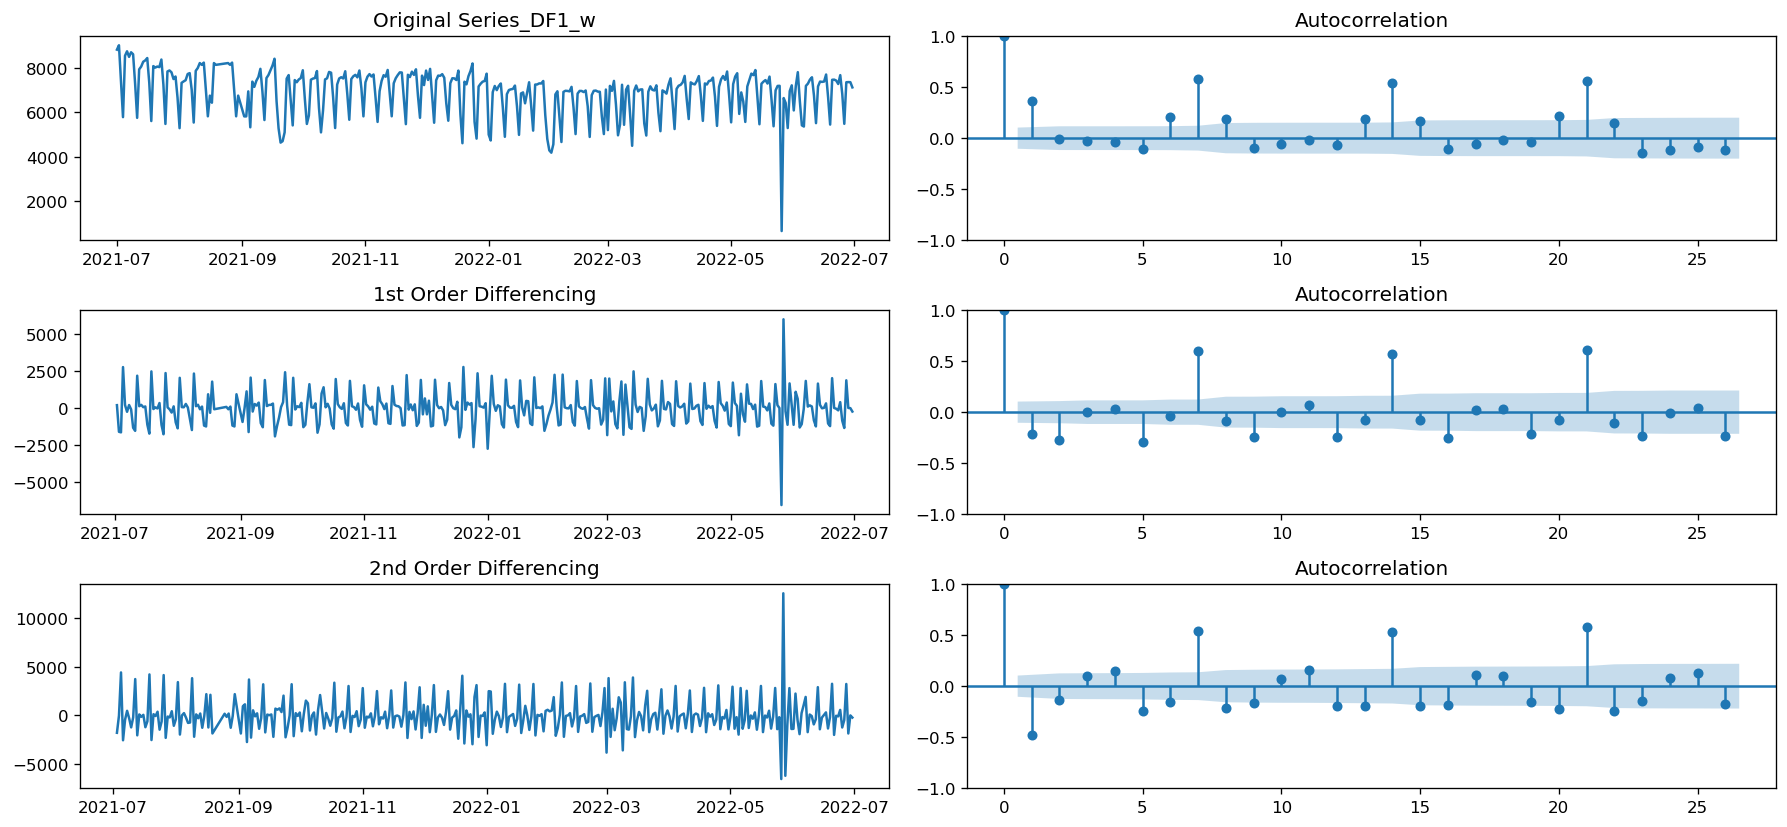 Original Series_DF1_w
8000
6000
4000
2000
2021-07 2021-09 2021-11 2022-01 2022-03 2022-05 2022-07
Autocorrelation
1.0
0.5
0.0
−0.5
−1.0
0 5 10 15 20 25
1st Order Differencing
5000
2500
0
−2500
−5000
2021-07 2021-09 2021-11 2022-01 2022-03 2022-05 2022-07
Autocorrelation
1.0
0.5
0.0
−0.5
−1.0
0 5 10 15 20 25
2nd Order Differencing
10000
5000
0
−5000
2021-07 2021-09 2021-11 2022-01 2022-03 2022-05 2022-07
Autocorrelation
1.0
0.5
0.0
−0.5
−1.0
0 5 10 15 20 25